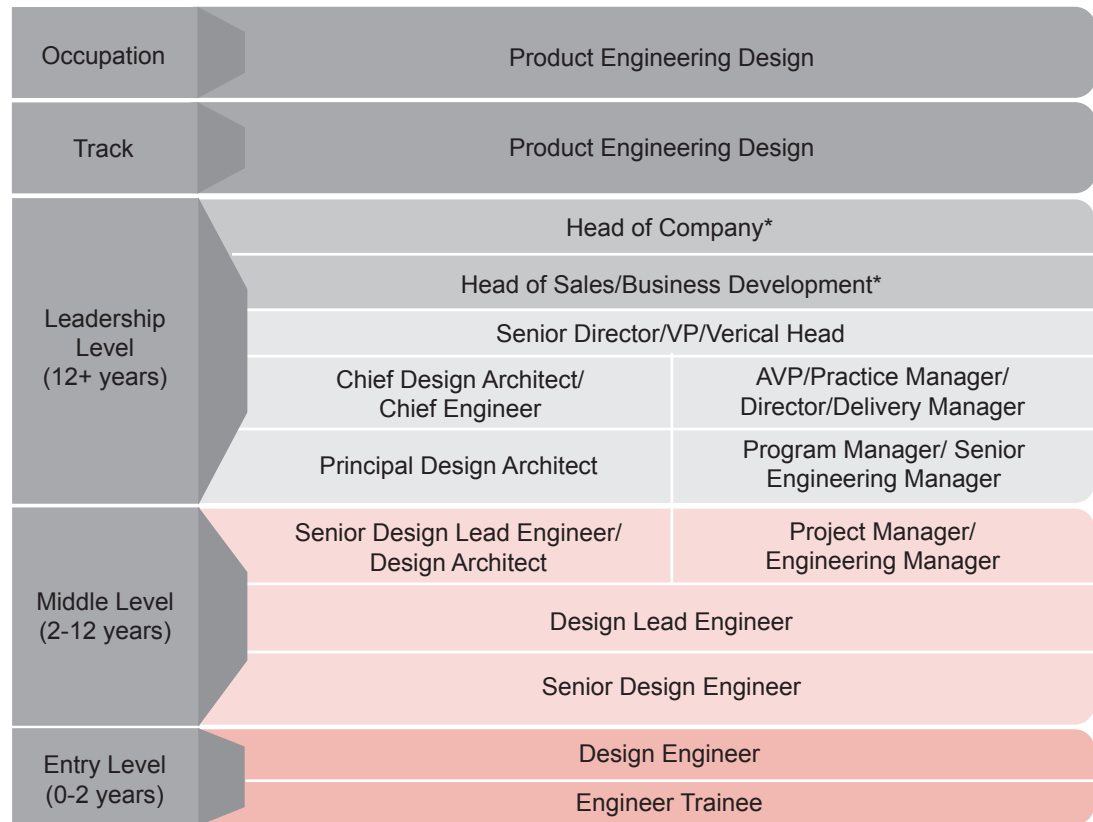 Occupation
Product Engineering Design
Track
Product Engineering Design
Leadership
Level
(12+ years)
Head of Company*
Head of Sales/Business Development*
Senior Director/VP/Verical Head
Chief Design Architect/
Chief Engineer
AVP/Practice Manager/
Director/Delivery Manager
Principal Design Architect
Program Manager/ Senior
Engineering Manager
Middle Level
(2-12 years)
Senior Design Lead Engineer/
Design Architect
Project Manager/
Engineering Manager
Design Lead Engineer
Senior Design Engineer
Entry Level
(0-2 years)
Design Engineer
Engineer Trainee